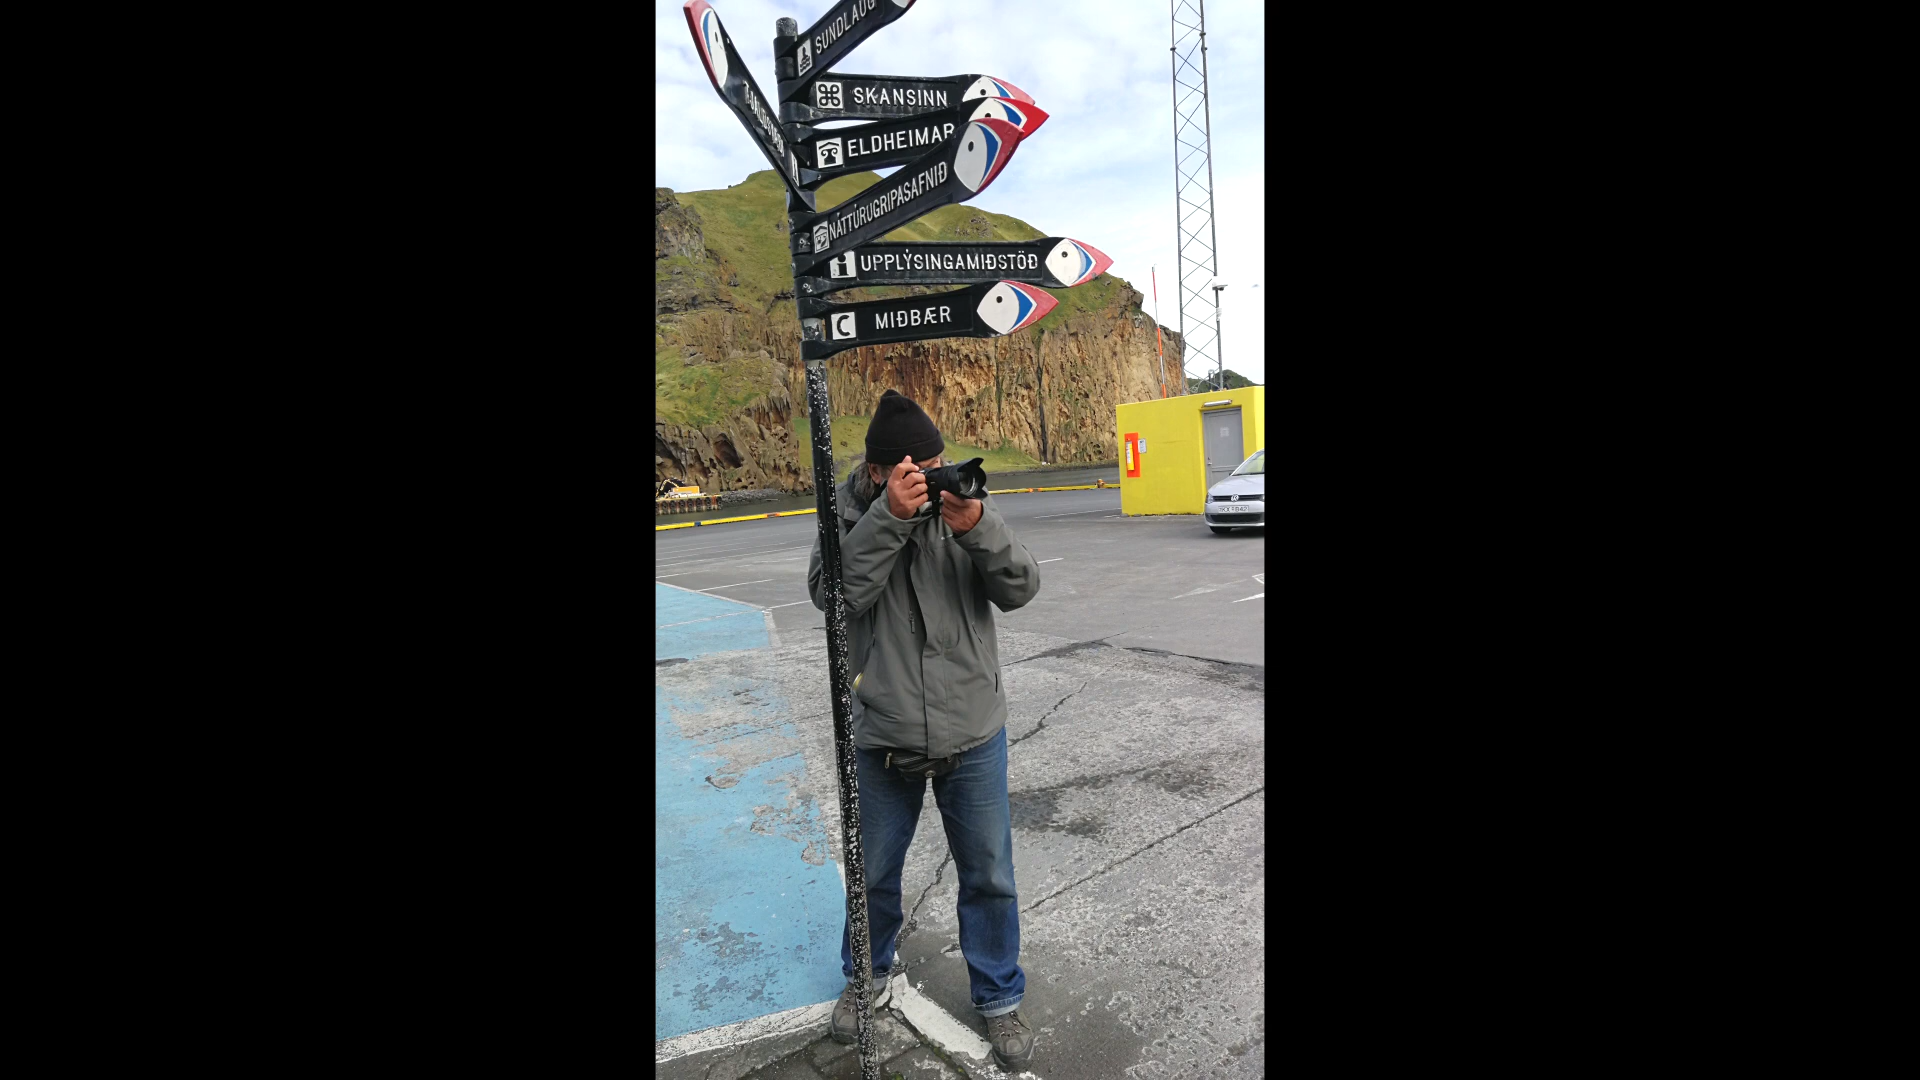 SUNDLAUG
SKANSINN
ELDHEIMAR
NÁTTÚRUGRIPASAFNIÐ
i UPPLÝSINGAMIÐSTÖÐ
C MIÐBÆR